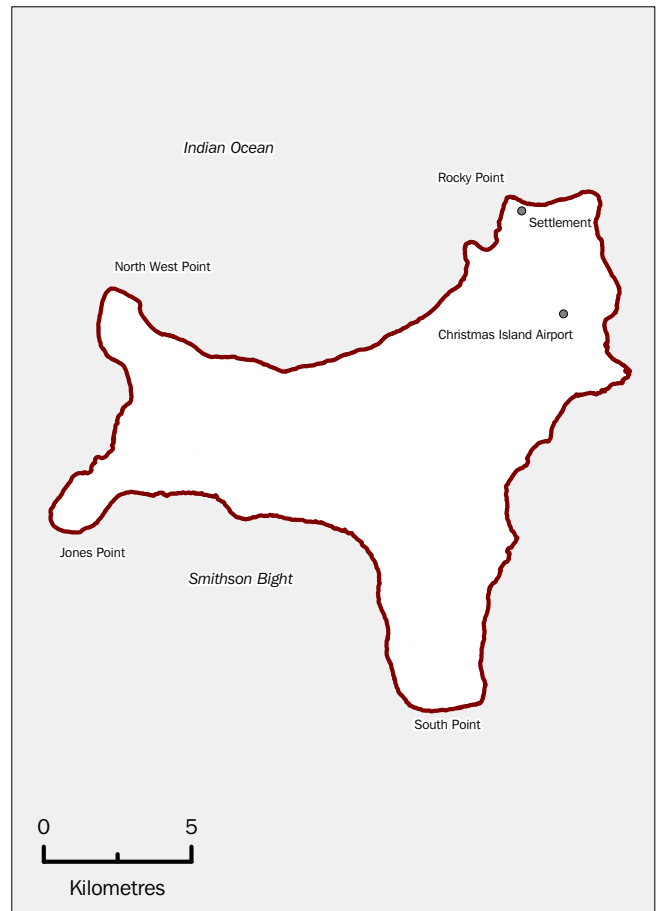 Indian Ocean
Rocky Point
Settlement
North West Point
Christmas Island Airport
Jones Point
Smithson Bight
South Point
0 5
Kilometres